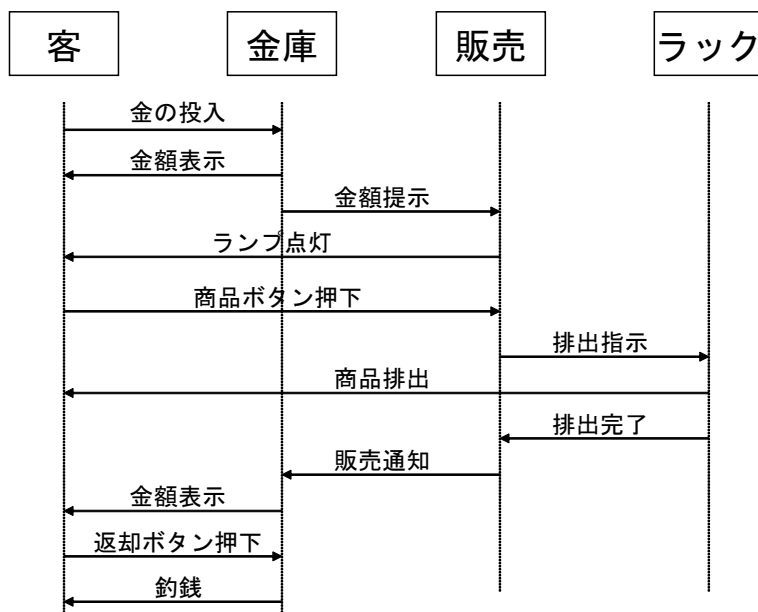 客
金庫
販売
ラック
金の投入
金額表示
金額提示
ランプ点灯
商品ボタン押下
排出指示
商品排出
排出完了
販売通知
金額表示
返却ボタン押下
釣銭